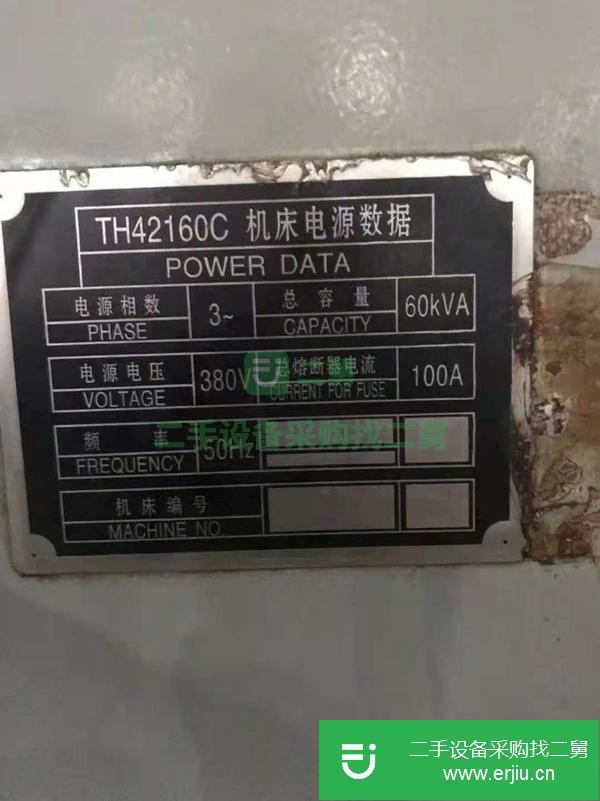 TH42160C 机床电源数据
POWER DATA
电源相数
PHASE
3~
总容量
CAPACITY
60kVA
电源电压
VOLTAGE
380V
总熔断器电流
CURRENT FOR FUSE
100A
频率
FREQUENCY
50Hz
二手设备采购找二舅
机床编号
MACHINE NO.
二手设备采购找二舅
www.erjiu.cn